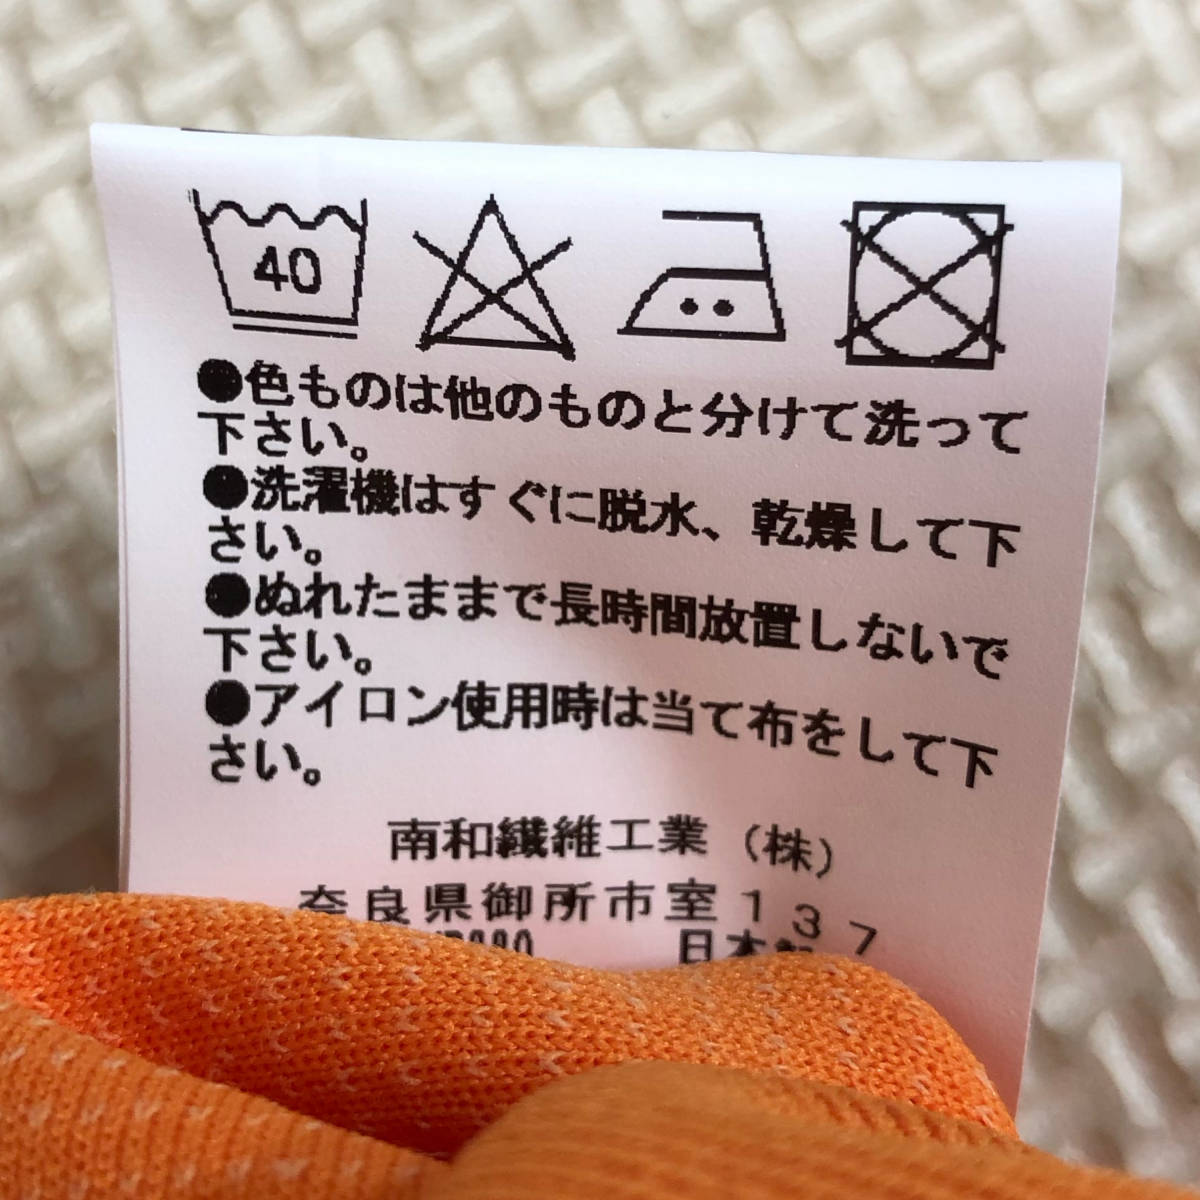 40
●色ものは他のものと分けて洗って
下さい。
●洗濯機はすぐに脱水、乾燥して下
さい。
●ぬれたままで長時間放置しないで
下さい。
●アイロン使用時は当て布をして下
さい。
南和繊維工業(株)
奈良県御所市室137
日本製